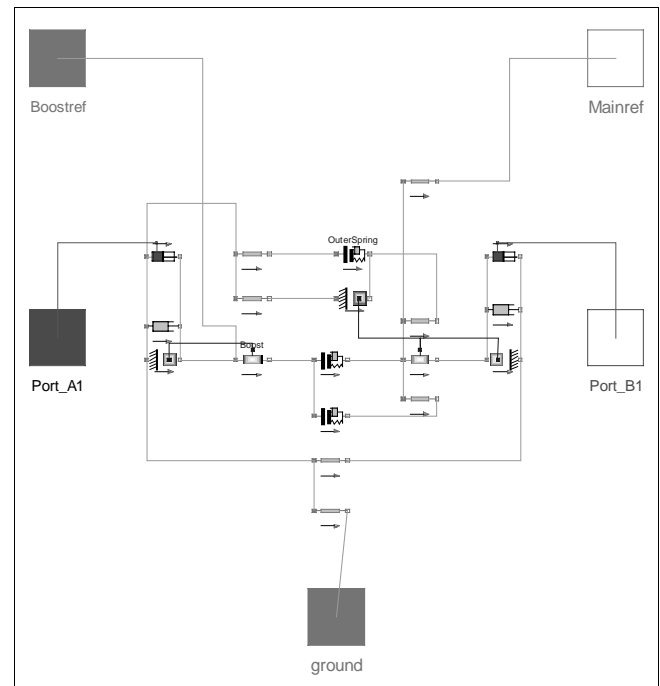 Boostref
Mainref
OuterSpring
Boost
Port_A1
Port_B1
ground